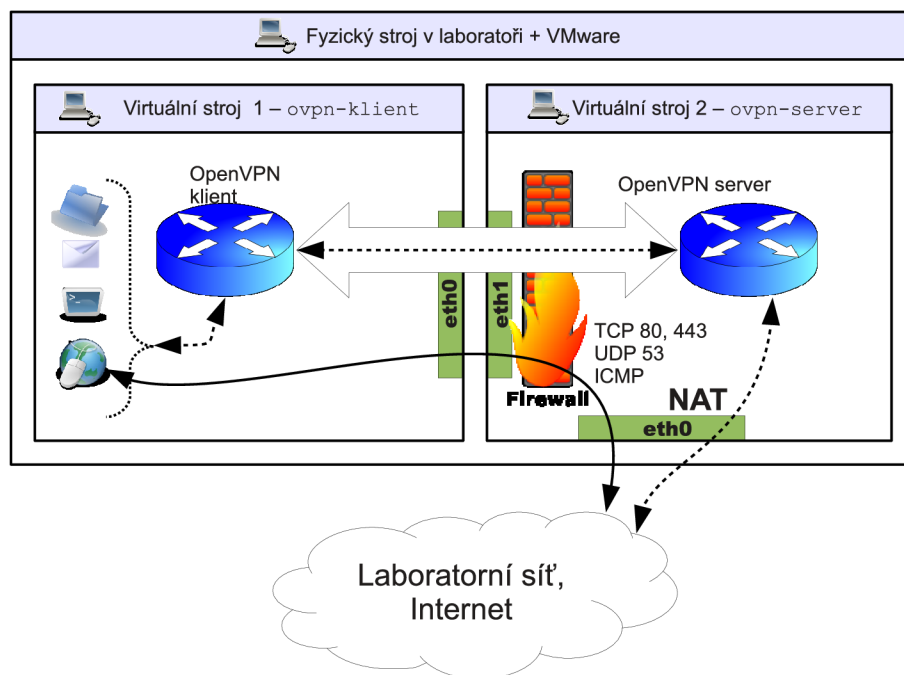 Fyzický stroj v laboratoři + VMware
Virtuální stroj 1 – ovpn-klient
Virtuální stroj 2 – ovpn-server
OpenVPN
klient
OpenVPN server
>_
eth0
eth1
TCP 80, 443
UDP 53
ICMP
Firewall
NAT
eth0
Laboratorní síť,
Internet